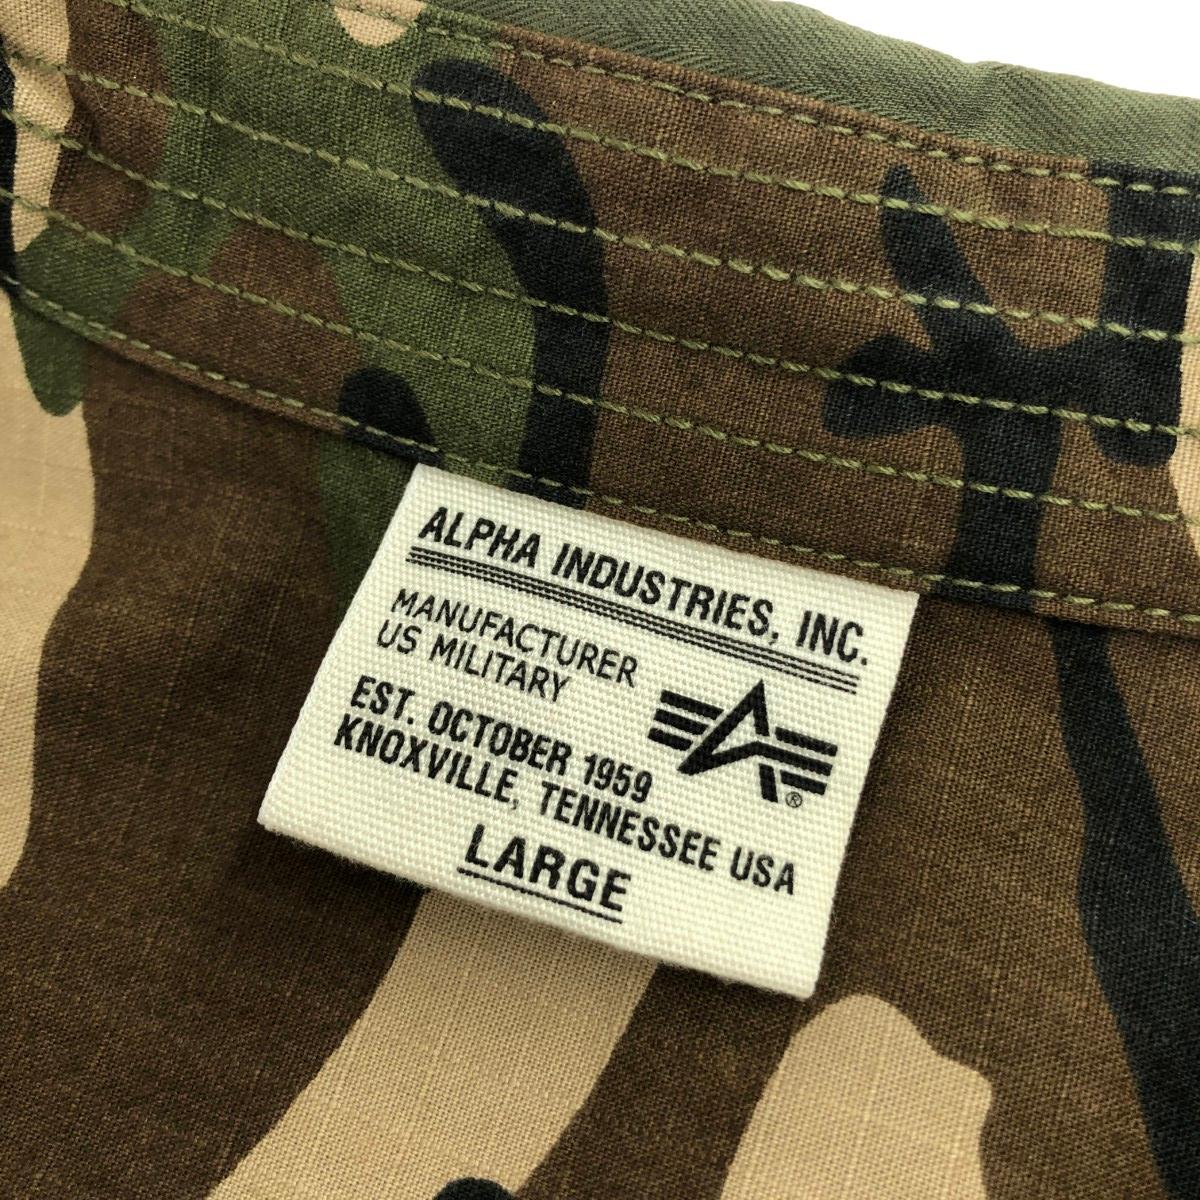 ALPHA INDUSTRIES, INC.
MANUFACTURER
US MILITARY
EST. OCTOBER 1959
KNOXVILLE, TENNESSEE USA
LARGE
®